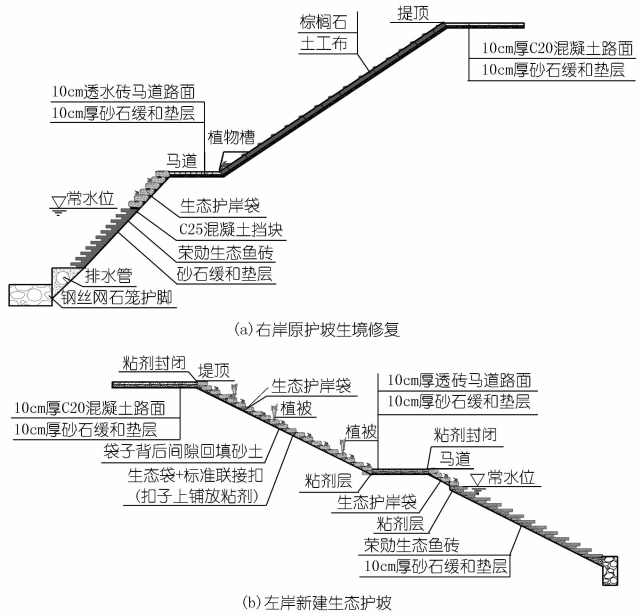 棕榈石
提顶
土工布
10cm厚C20混凝土路面
10cm厚砂石缓和垫层
10cm透水砖马道路面
10cm厚砂石缓和垫层
植物槽
马道
常水位
生态护岸袋
C25混凝土挡块
荣勋生态鱼砖
砂石缓和垫层
排水管
钢丝网石笼护脚
(a)右岸原护坡生境修复
粘剂封闭
堤顶
生态护岸袋
10cm厚透砖马道路面
10cm厚砂石缓和垫层
10cm厚C20混凝土路面
10cm厚砂石缓和垫层
植被
植被
粘剂封闭
袋子背后间隙回填砂土
马道
生态袋+标准联接扣
(扣子上铺放粘剂)
粘剂层
常水位
生态护岸袋
粘剂层
荣勋生态鱼砖
10cm厚砂石缓和垫层
(b)左岸新建生态护坡